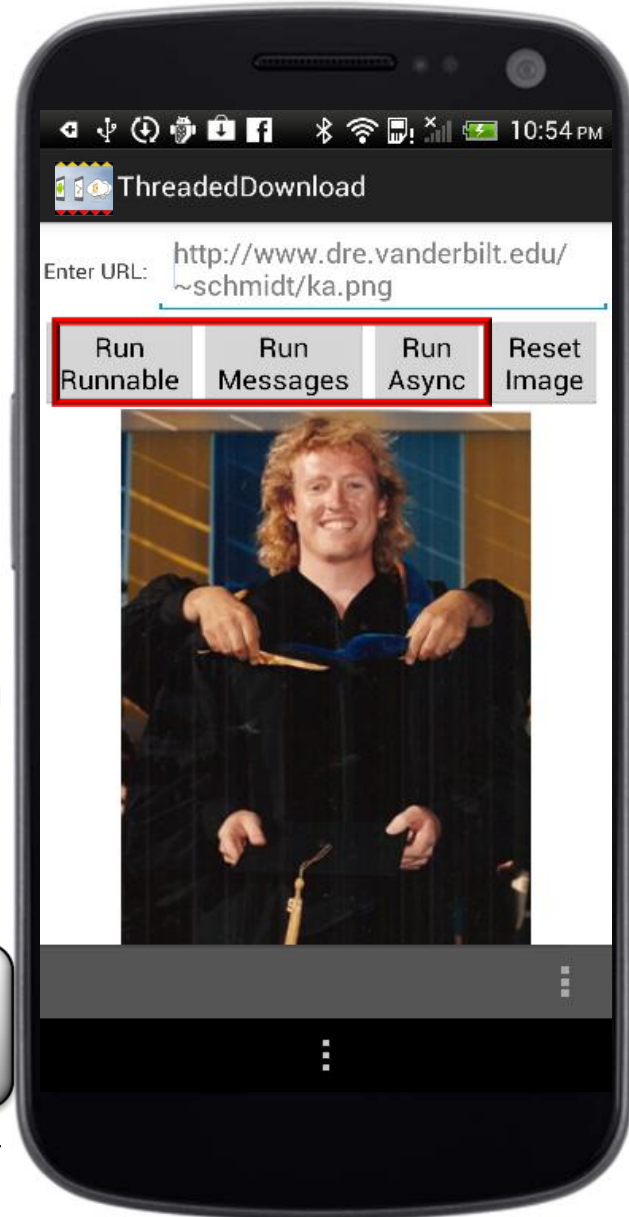 10:54 PM
ThreadedDownload
Enter URL:
http://www.dre.vanderbilt.edu/
~schmidt/ka.png
Run Runnable
Run Messages
Run Async
Reset Image